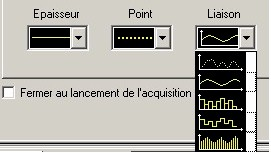 Epaisseur Point Liaison
Fermer au lancement de l'acquisition